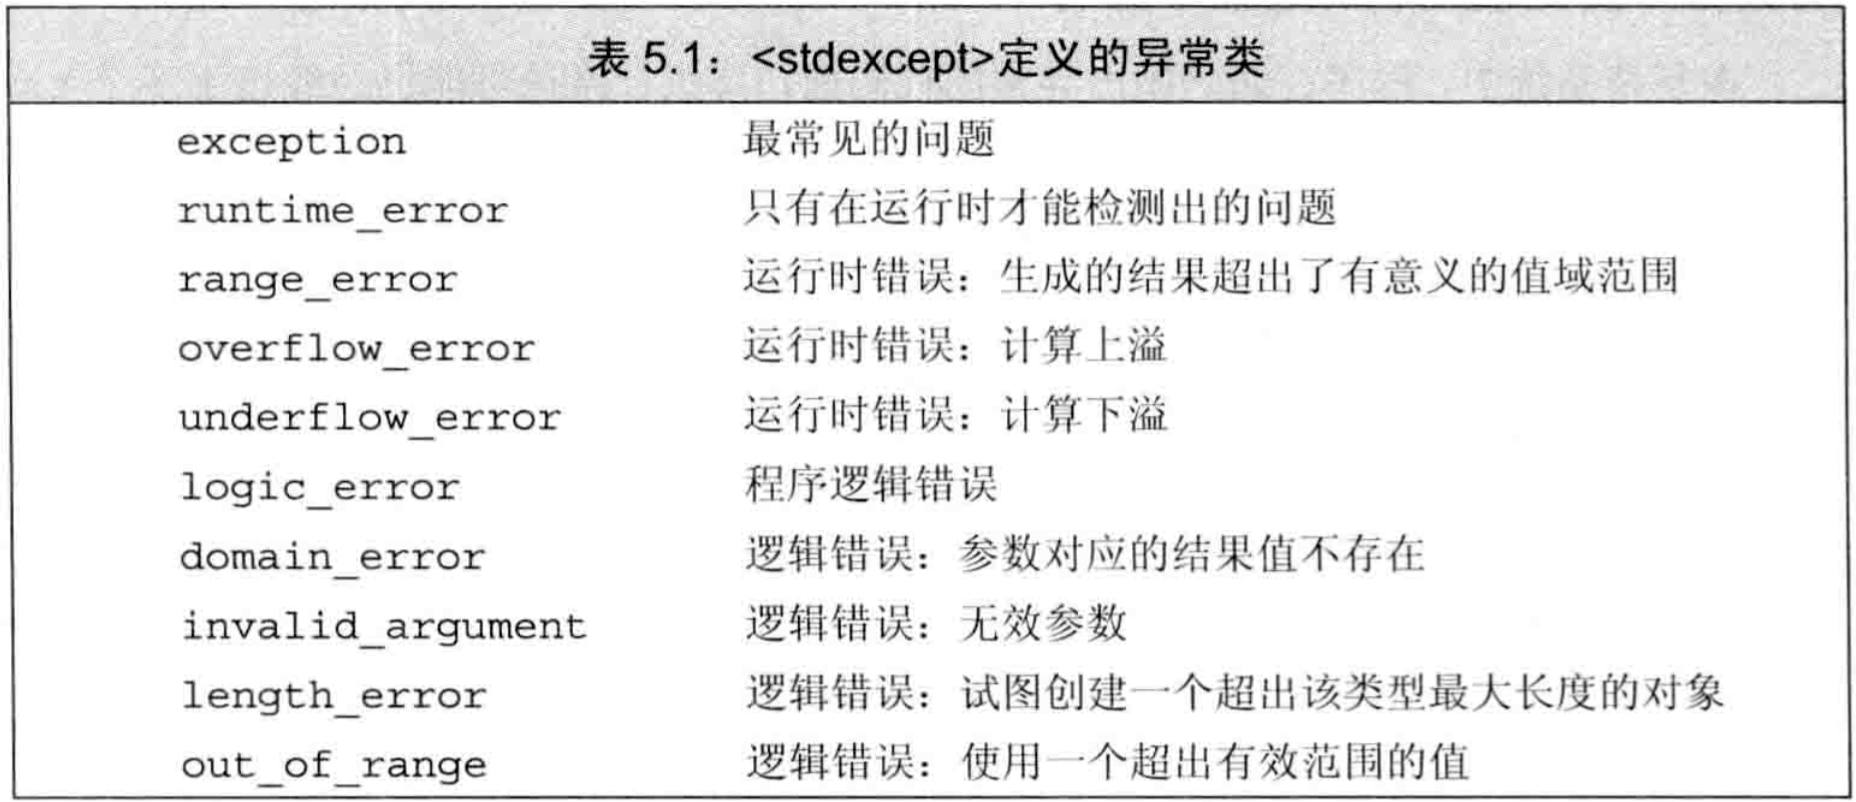 表 5.1：<stdexcept>定义的异常类
exception 最常见的问题
runtime_error 只有在运行时才能检测出的问题
range_error 运行时错误：生成的结果超出了有意义的值域范围
overflow_error 运行时错误：计算上溢
underflow_error 运行时错误：计算下溢
logic_error 程序逻辑错误
domain_error 逻辑错误：参数对应的结果值不存在
invalid_argument 逻辑错误：无效参数
length_error 逻辑错误：试图创建一个超出该类型最大长度的对象
out_of_range 逻辑错误：使用一个超出有效范围的值